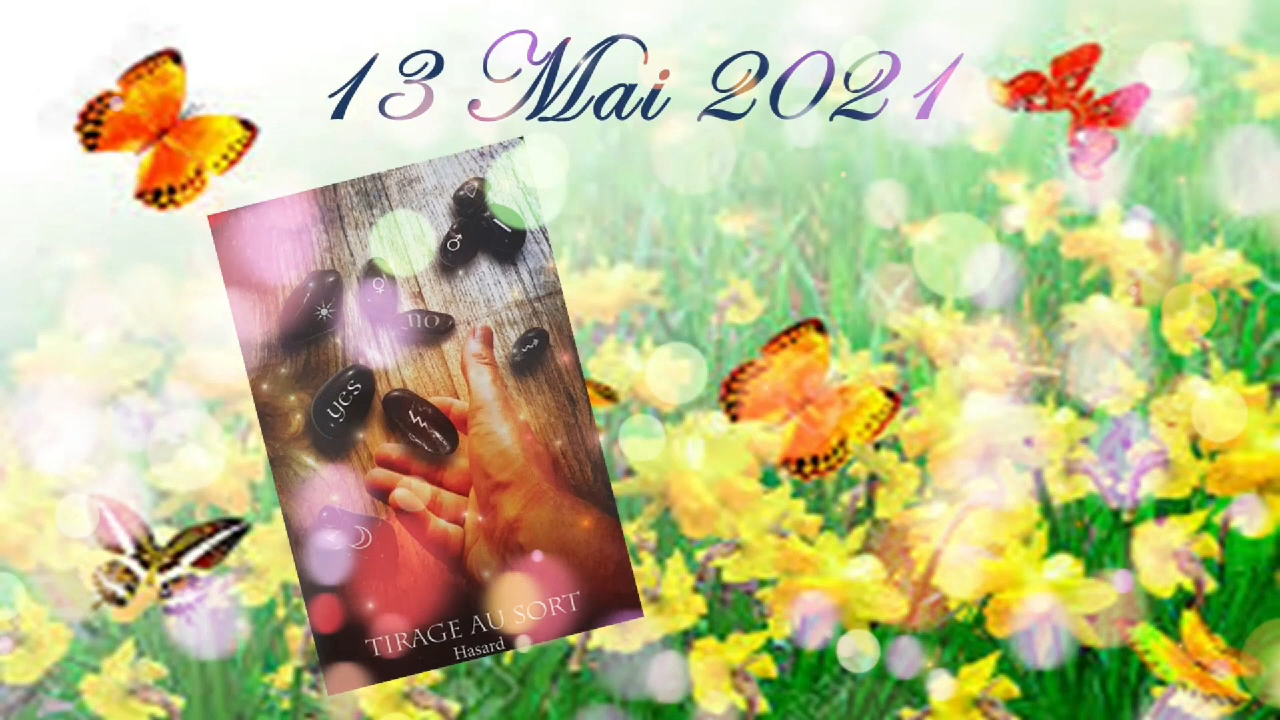 13 Mai 2021
no
yes
TIRAGE AU SORT
Hasard